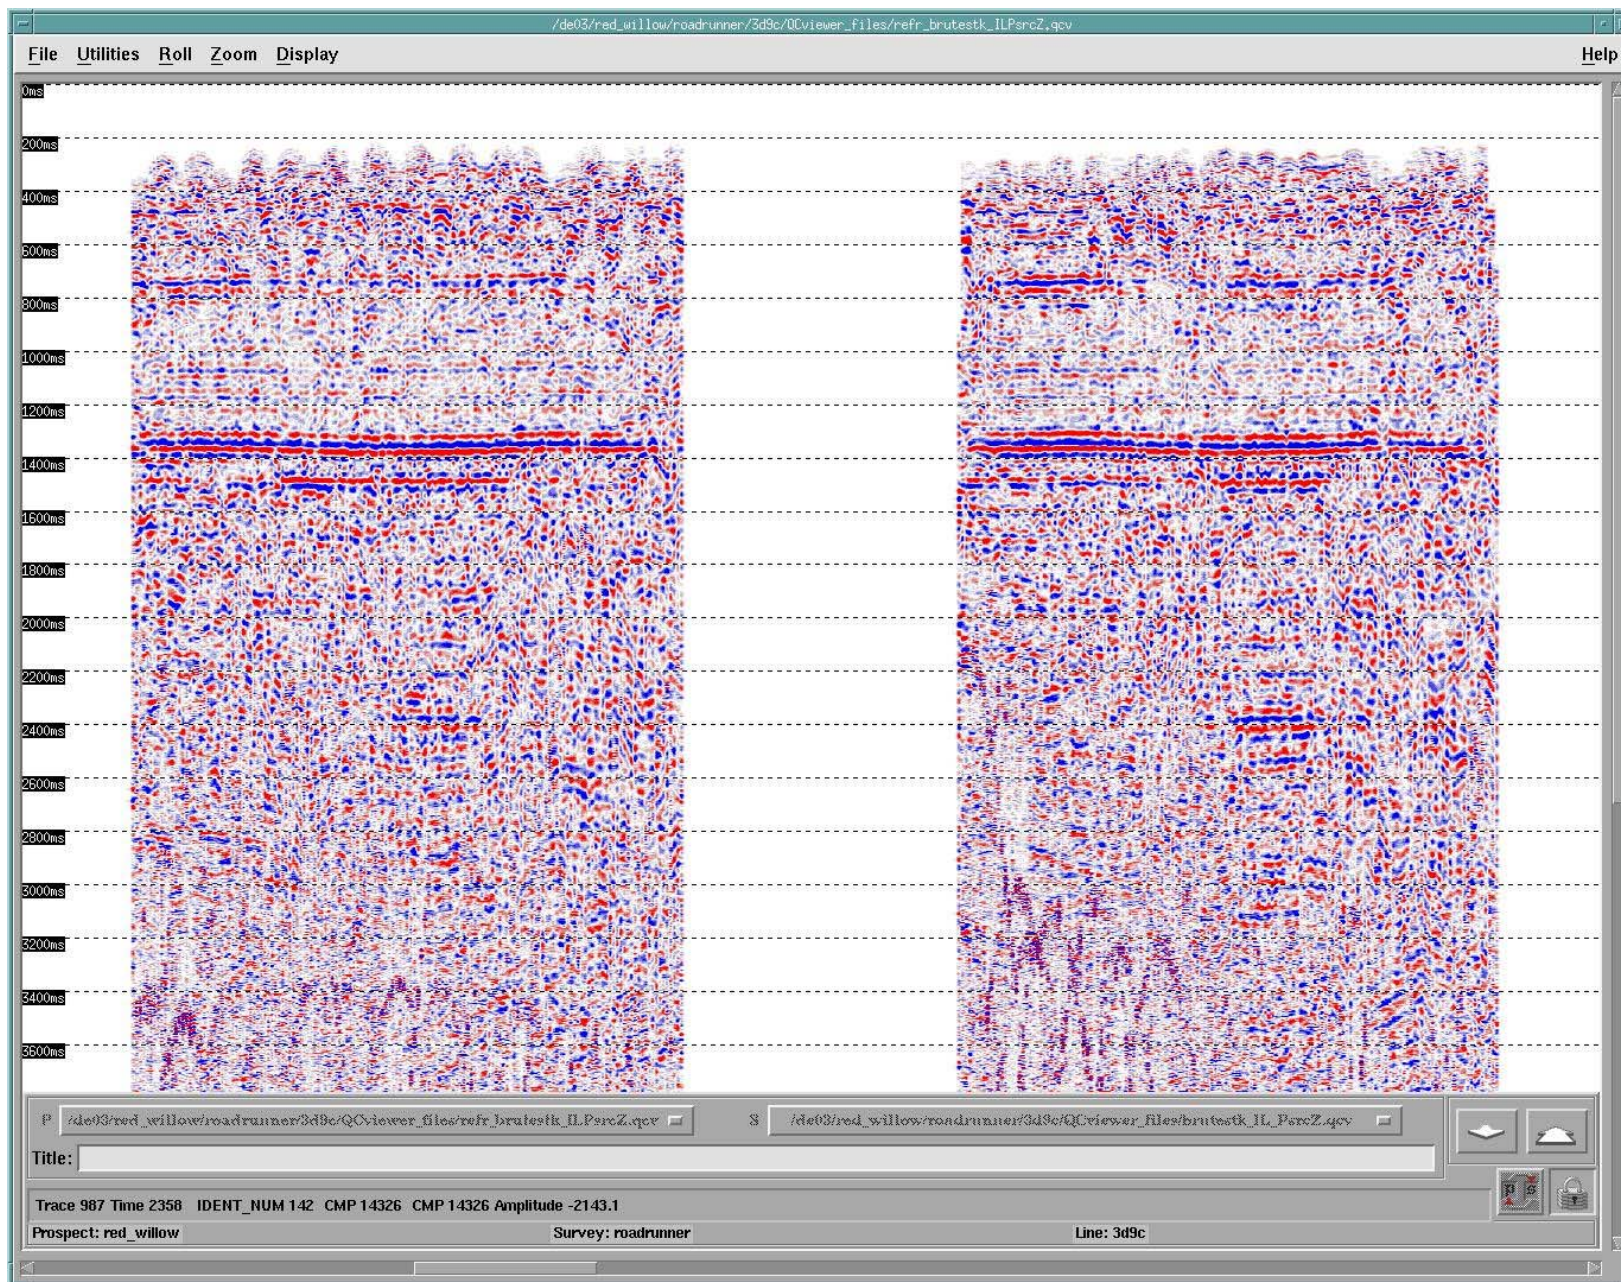 /de03/red_willow/roadrunner/3d9c/QCviewer_files/refr_brutestk_ILPsrcZ.qcv
File Utilities Roll Zoom Display Help
0ms
200ms
400ms
600ms
800ms
1000ms
1200ms
1400ms
1600ms
1800ms
2000ms
2200ms
2400ms
2600ms
2800ms
3000ms
3200ms
3400ms
3600ms
P /de03/red_willow/roadrunner/3d9c/QCviewer_files/refr_brutestk_ILPsrcZ.qcv S /de03/red_willow/roadrunner/3d9c/QCviewer_files/brutestk_IL_PsrcZ.qcv
Title:
P S
Trace 987 Time 2358 IDENT_NUM 142 CMP 14326 CMP 14326 Amplitude -2143.1
Prospect: red_willow Survey: roadrunner Line: 3d9c